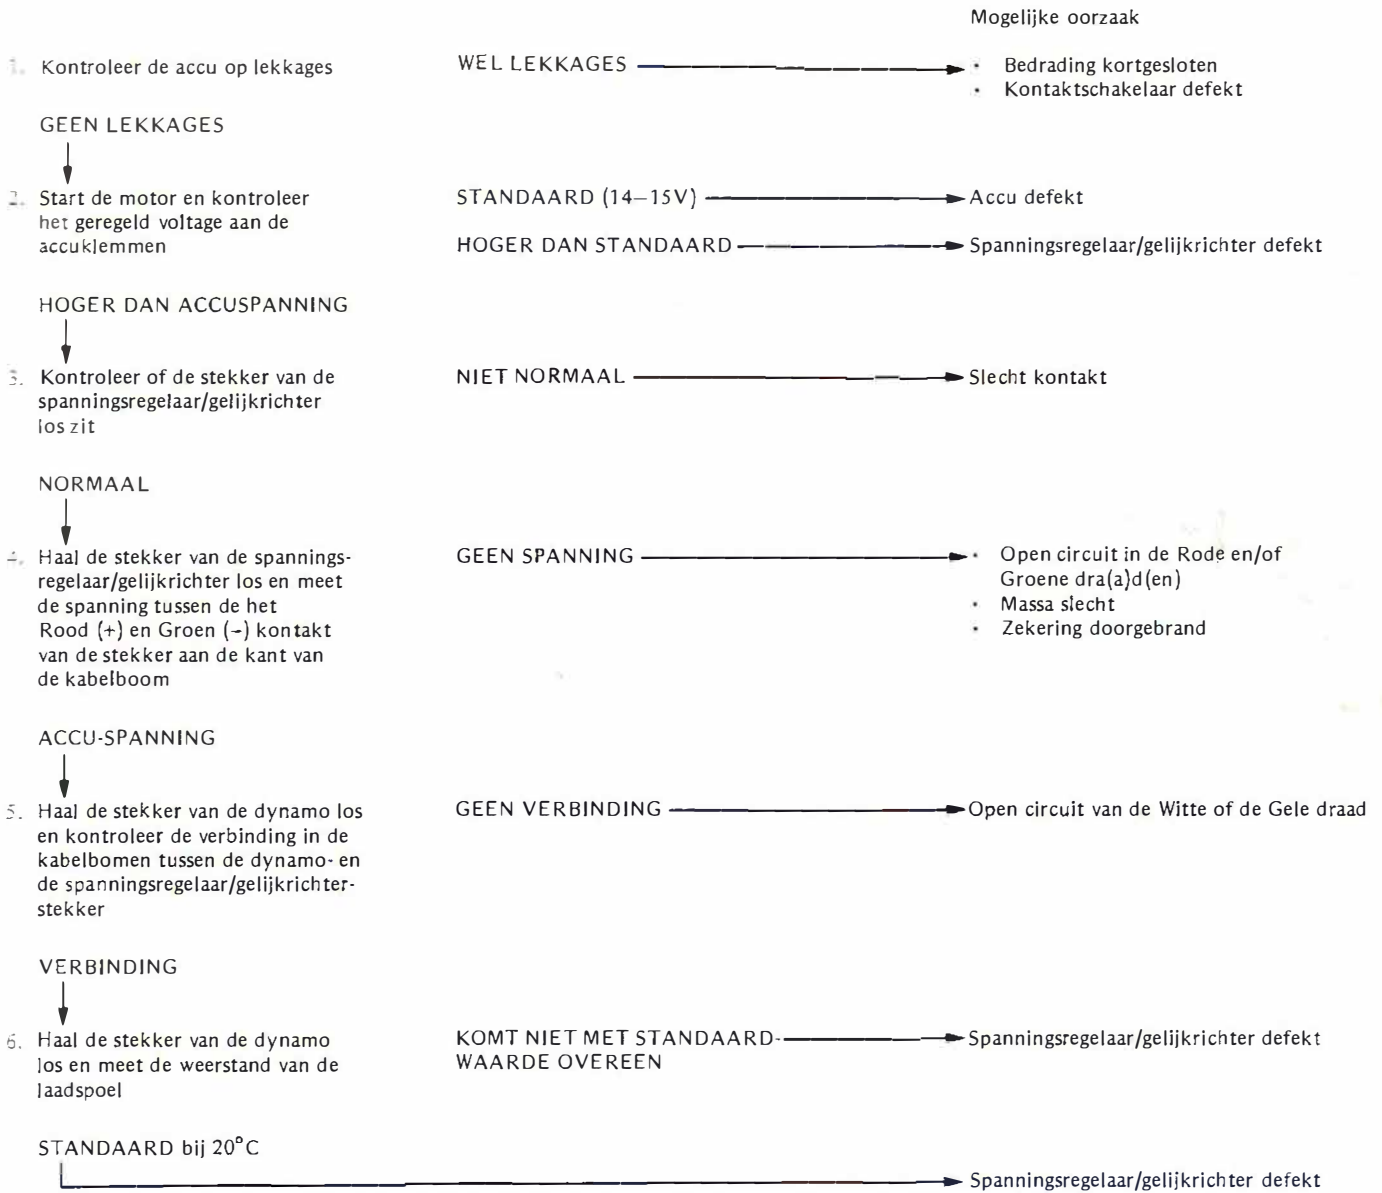 Mogelijke oorzaak
1. Kontroleer de accu op lekkages
WEL LEKKAGES
• Bedrading kortgesloten
• Kontaktschakelaar defekt
GEEN LEKKAGES
2. Start de motor en kontroleer
het geregeld voltage aan de
accuklemmen
STANDAARD (14–15V)
Accu defekt
HOGER DAN STANDAARD
Spanningsregelaar/gelijkrichter defekt
HOGER DAN ACCUSPANNING
3. Kontroleer of de stekker van de
spanningsregelaar/gelijkrichter
los zit
NIET NORMAAL
Slecht kontakt
NORMAAL
4. Haal de stekker van de spannings-
regelaar/gelijkrichter los en meet
de spanning tussen de het
Rood (+) en Groen (–) kontakt
van de stekker aan de kant van
de kabelboom
GEEN SPANNING
• Open circuit in de Rode en/of
Groene dra(a)d(en)
• Massa slecht
• Zekering doorgebrand
ACCU-SPANNING
5. Haal de stekker van de dynamo los
en kontroleer de verbinding in de
kabelbomen tussen de dynamo- en
de spanningsregelaar/gelijkrichter-
stekker
GEEN VERBINDING
Open circuit van de Witte of de Gele draad
VERBINDING
6. Haal de stekker van de dynamo
los en meet de weerstand van de
laadspoel
KOMT NIET MET STANDAARD-
WAARDE OVEREEN
Spanningsregelaar/gelijkrichter defekt
STANDAARD bij 20°C
Spanningsregelaar/gelijkrichter defekt